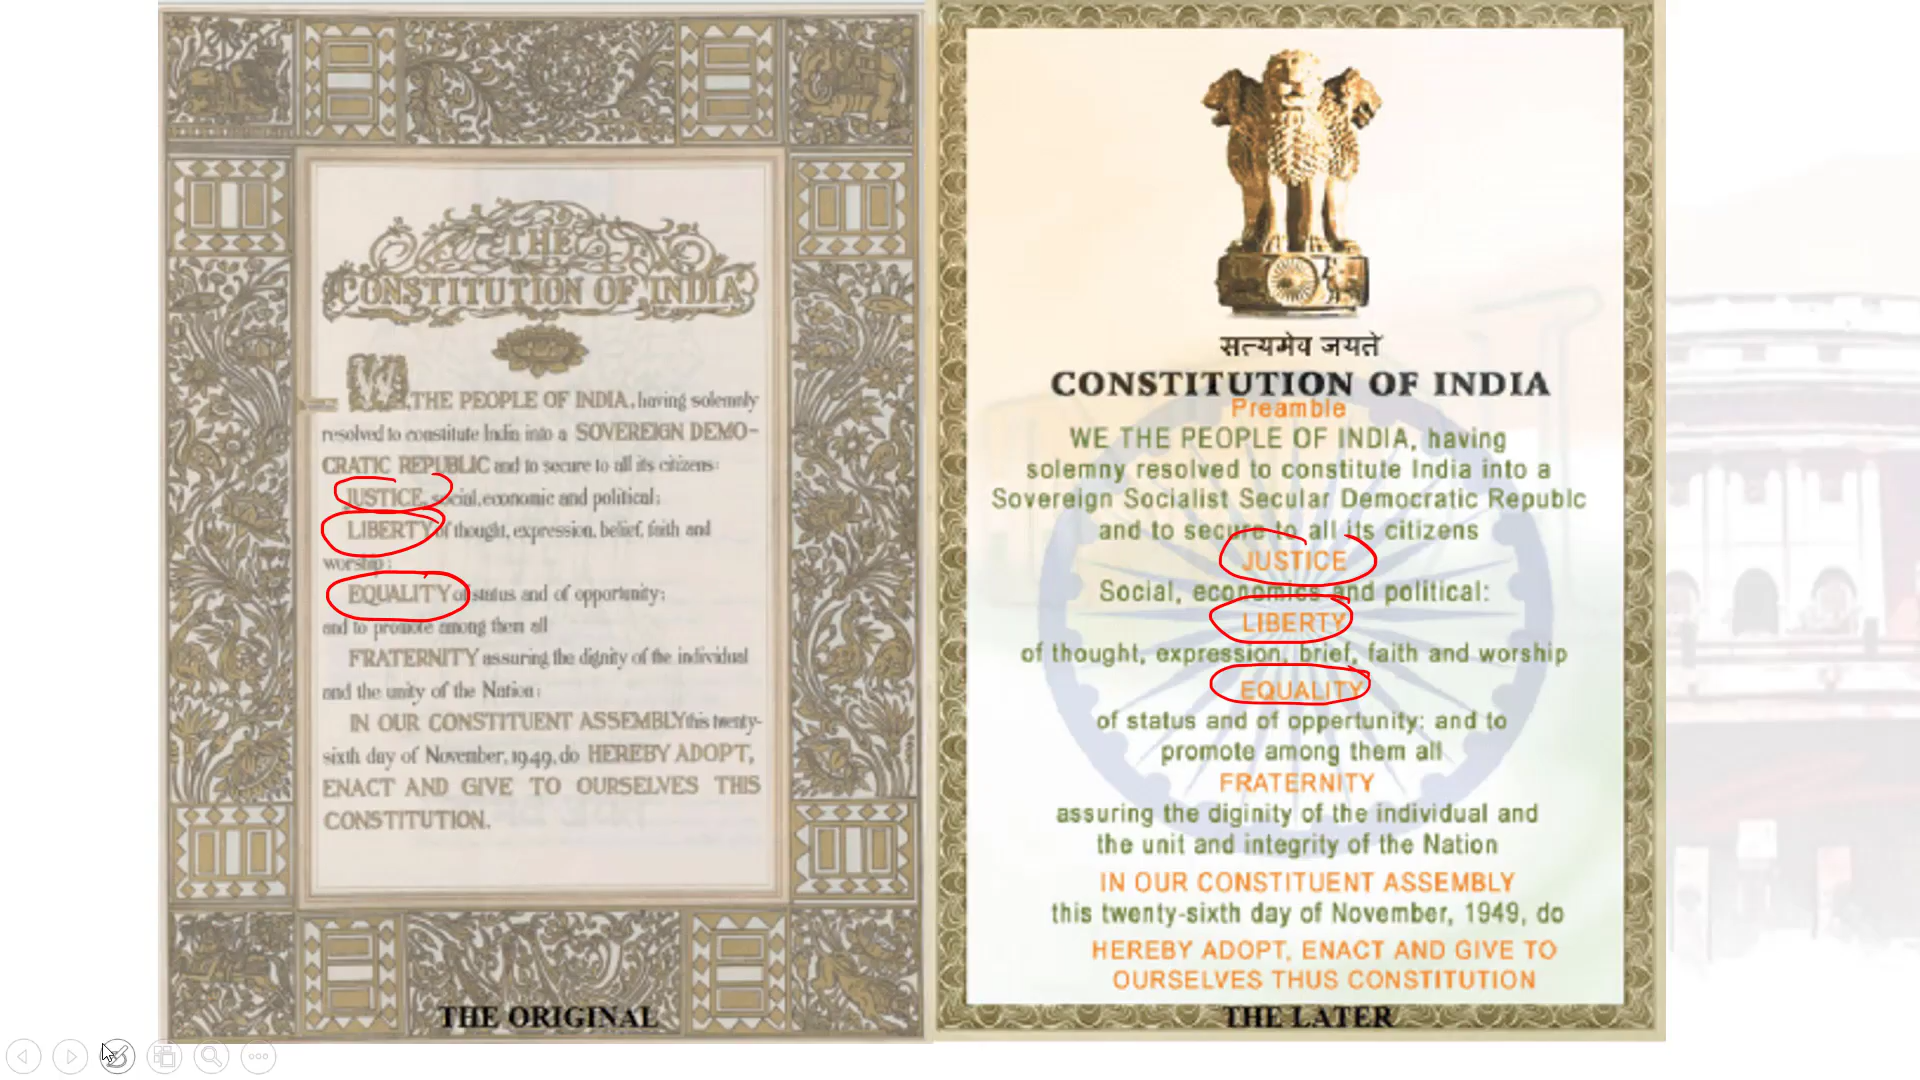 THE
CONSTITUTION OF INDIA
WE, THE PEOPLE OF INDIA, having solemnly
resolved to constitute India into a SOVEREIGN DEMO-
CRATIC REPUBLIC and to secure to all its citizens:
JUSTICE, social, economic and political;
LIBERTY of thought, expression, belief, faith and
worship;
EQUALITY of status and of opportunity;
and to promote among them all
FRATERNITY assuring the dignity of the individual
and the unity of the Nation;
IN OUR CONSTITUENT ASSEMBLY this twenty-
sixth day of November, 1949, do HEREBY ADOPT,
ENACT AND GIVE TO OURSELVES THIS
CONSTITUTION.
THE ORIGINAL
सत्यमेव जयते
CONSTITUTION OF INDIA
Preamble
WE THE PEOPLE OF INDIA, having
solemny resolved to constitute India into a
Sovereign Socialist Secular Democratic Republc
and to secure to all its citizens
JUSTICE
Social, economics and political:
LIBERTY
of thought, expression, brief, faith and worship
EQUALITY
of status and of oppertunity: and to
promote among them all
FRATERNITY
assuring the diginity of the individual and
the unit and integrity of the Nation
IN OUR CONSTITUENT ASSEMBLY
this twenty-sixth day of November, 1949, do
HEREBY ADOPT, ENACT AND GIVE TO
OURSELVES THUS CONSTITUTION
THE LATER